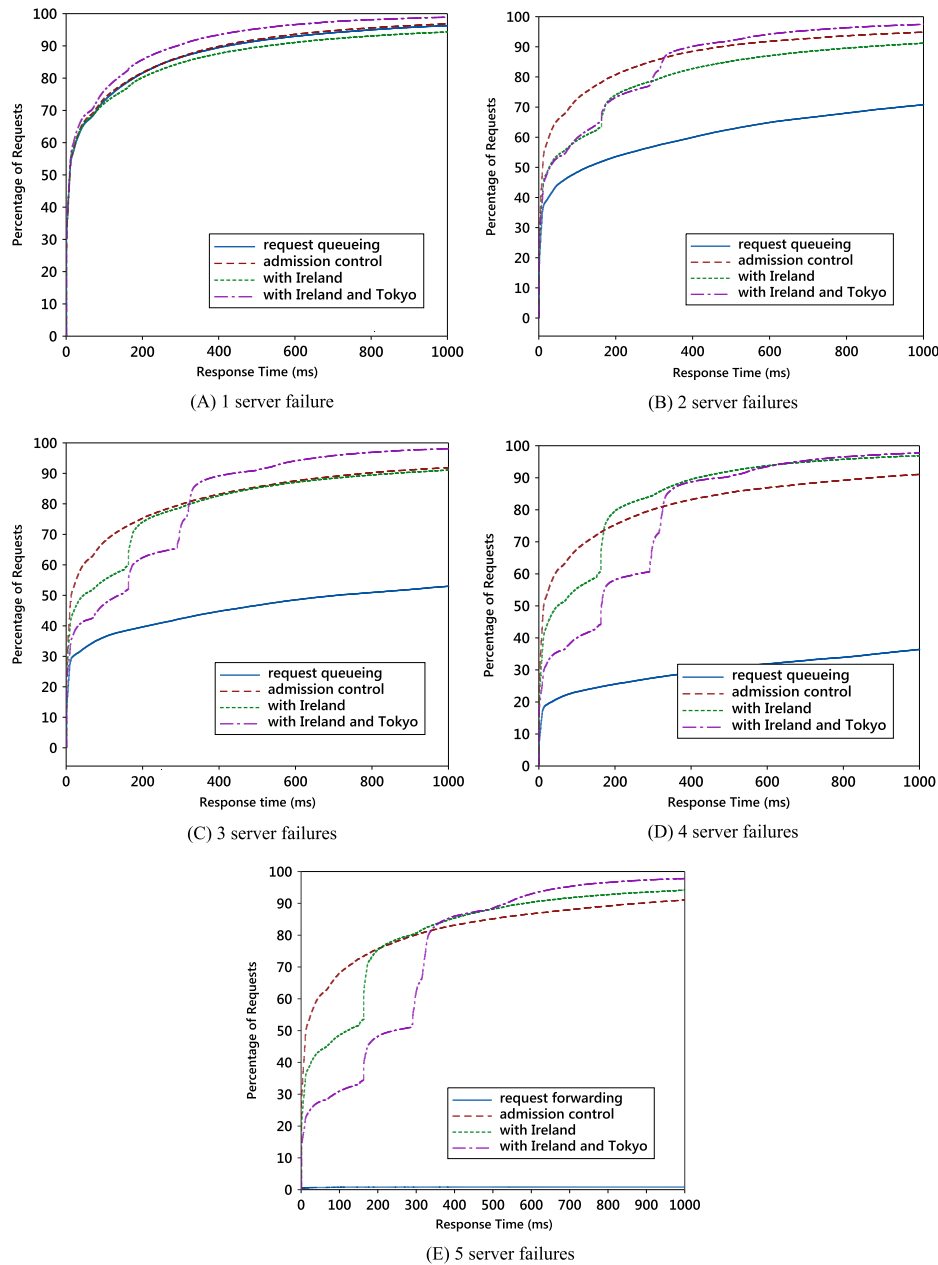 100
90
80
70
60
50
40
30
20
10
0
Percentage of Requests
request queueing
admission control
with Ireland
with Ireland and Tokyo
0 200 400 600 800 1000
Response Time (ms)
(A) 1 server failure
100
90
80
70
60
50
40
30
20
10
0
Percentage of Requests
request queueing
admission control
with Ireland
with Ireland and Tokyo
0 200 400 600 800 1000
Response Time (ms)
(B) 2 server failures
100
90
80
70
60
50
40
30
20
10
0
Percentage of Requests
request queueing
admission control
with Ireland
with Ireland and Tokyo
0 200 400 600 800 1000
Response time (ms)
(C) 3 server failures
100
90
80
70
60
50
40
30
20
10
0
Percentage of Requests
request queueing
admission control
with Ireland
with Ireland and Tokyo
0 200 400 600 800 1000
Response Time (ms)
(D) 4 server failures
100
90
80
70
60
50
40
30
20
10
0
Percentage of Requests
request forwarding
admission control
with Ireland
with Ireland and Tokyo
0 100 200 300 400 500 600 700 800 900 1000
Response Time (ms)
(E) 5 server failures